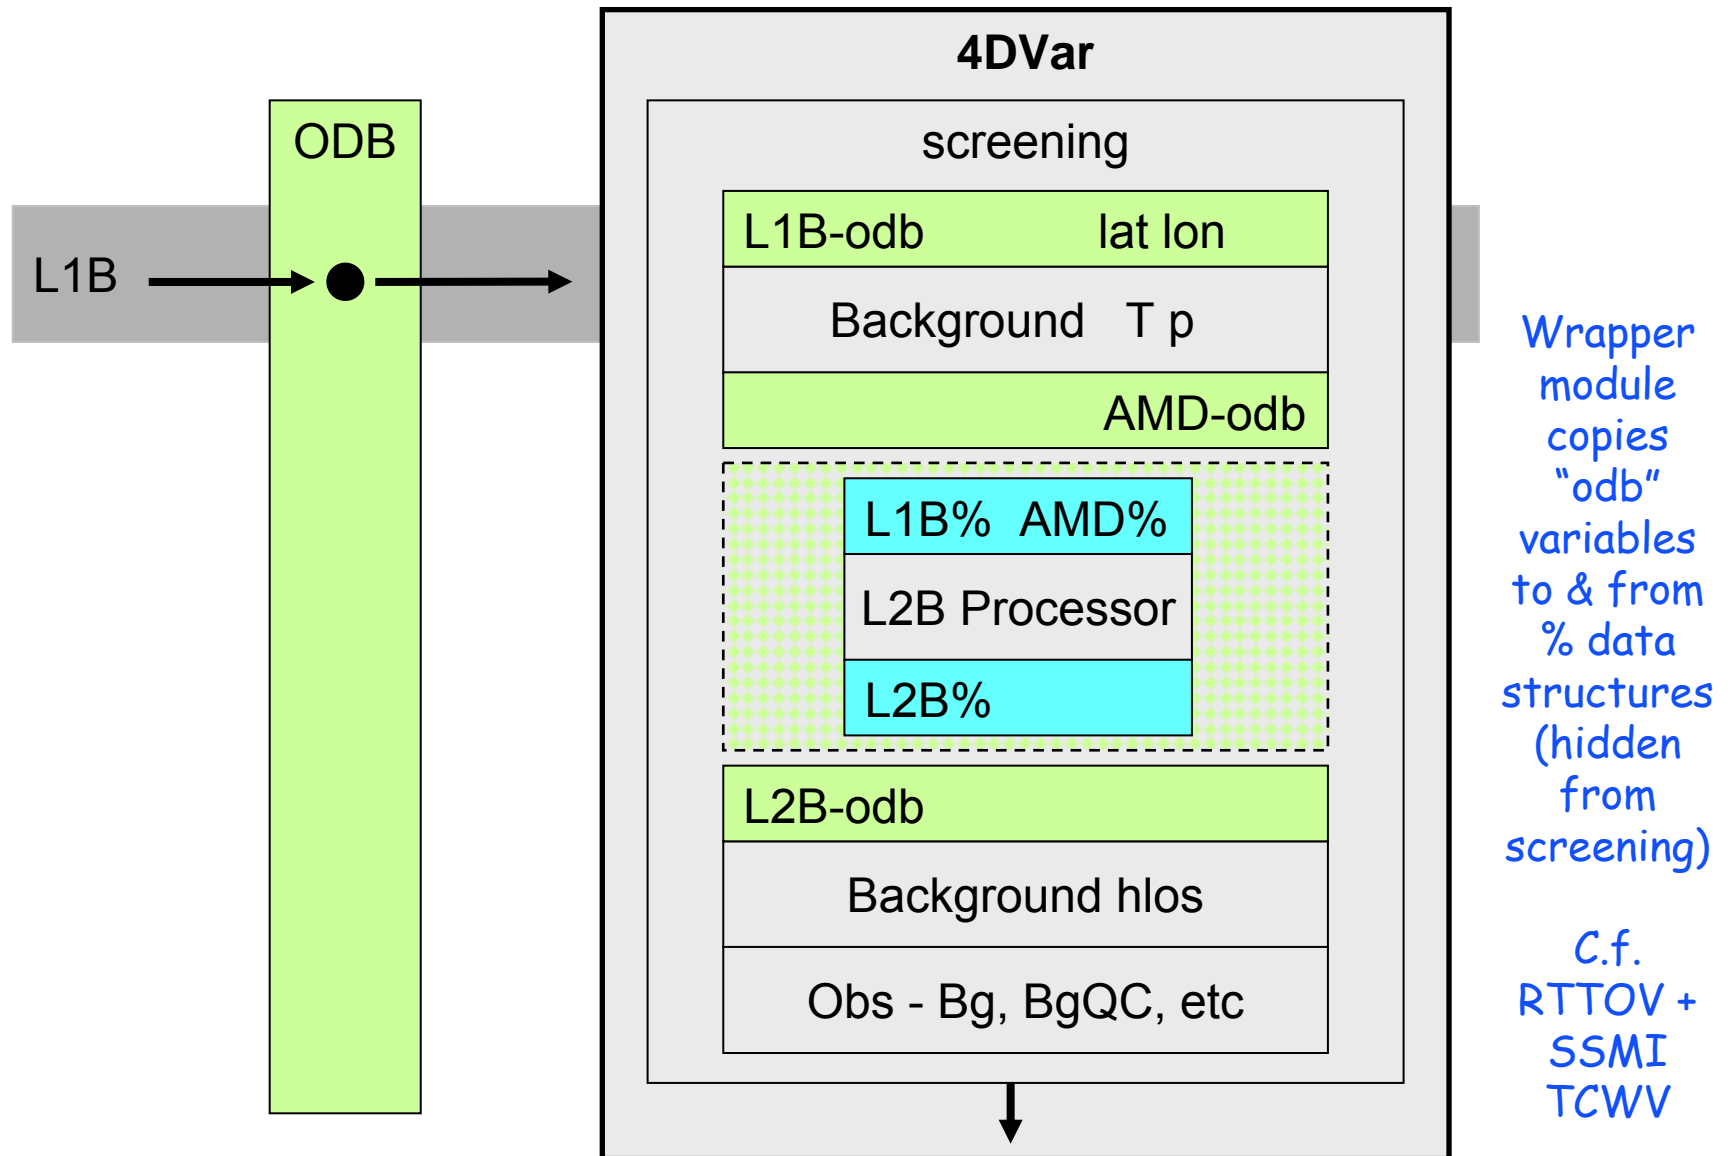 4DVar
ODB
screening
L1B-odb lat lon
L1B
Background T p
AMD-odb
L1B% AMD%
L2B Processor
L2B%
L2B-odb
Background hlos
Obs - Bg, BgQC, etc
Wrapper
module
copies
“odb”
variables
to & from
% data
structures
(hidden
from
screening)
C.f.
RTTOV +
SSMI
TCWV